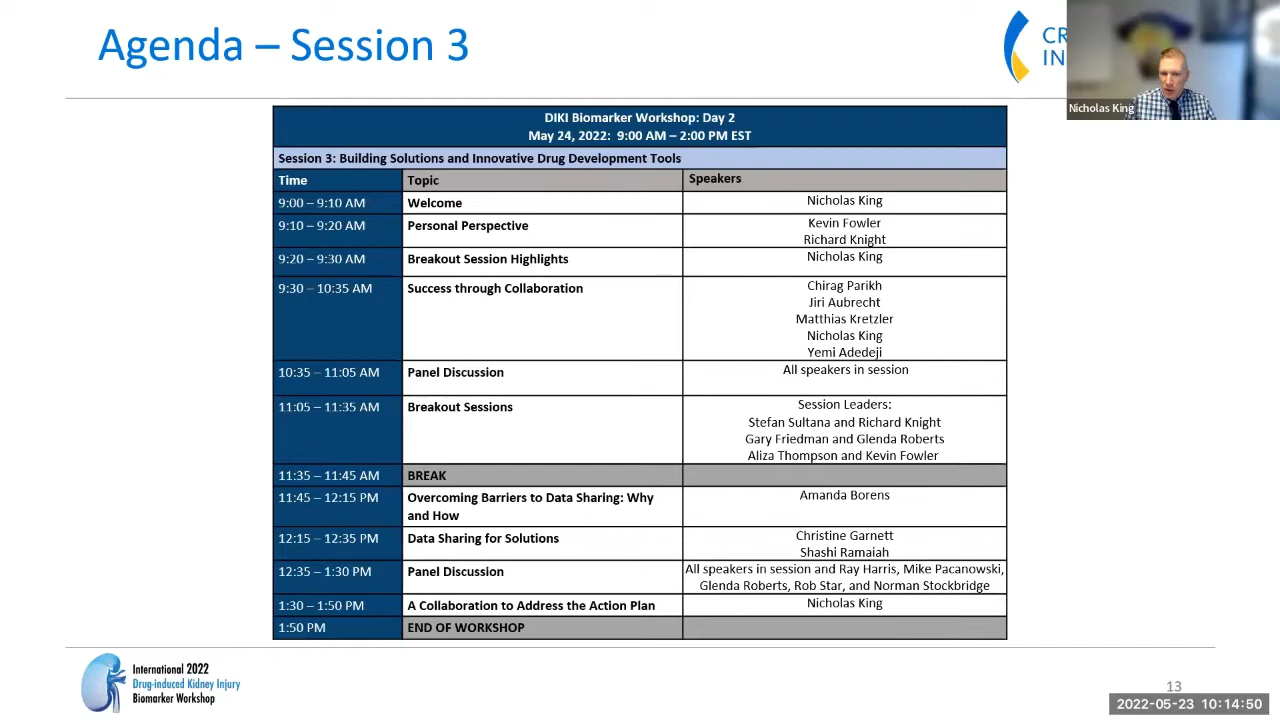 Agenda – Session 3
CR
IN
Nicholas King
DIKI Biomarker Workshop: Day 2
May 24, 2022: 9:00 AM – 2:00 PM EST
Session 3: Building Solutions and Innovative Drug Development Tools
Time Topic Speakers
9:00 – 9:10 AM Welcome Nicholas King
9:10 – 9:20 AM Personal Perspective Kevin Fowler
Richard Knight
9:20 – 9:30 AM Breakout Session Highlights Nicholas King
9:30 – 10:35 AM Success through Collaboration Chirag Parikh
Jiri Aubrecht
Matthias Kretzler
Nicholas King
Yemi Adedeji
10:35 – 11:05 AM Panel Discussion All speakers in session
11:05 – 11:35 AM Breakout Sessions Session Leaders:
Stefan Sultana and Richard Knight
Gary Friedman and Glenda Roberts
Aliza Thompson and Kevin Fowler
11:35 – 11:45 AM BREAK
11:45 – 12:15 PM Overcoming Barriers to Data Sharing: Why Amanda Borens
and How
12:15 – 12:35 PM Data Sharing for Solutions Christine Garnett
Shashi Ramaiah
12:35 – 1:30 PM Panel Discussion All speakers in session and Ray Harris, Mike Pacanowski,
Glenda Roberts, Rob Star, and Norman Stockbridge
1:30 – 1:50 PM A Collaboration to Address the Action Plan Nicholas King
1:50 PM END OF WORKSHOP
International 2022
Drug-induced Kidney Injury
Biomarker Workshop
13
2022-05-23 10:14:50